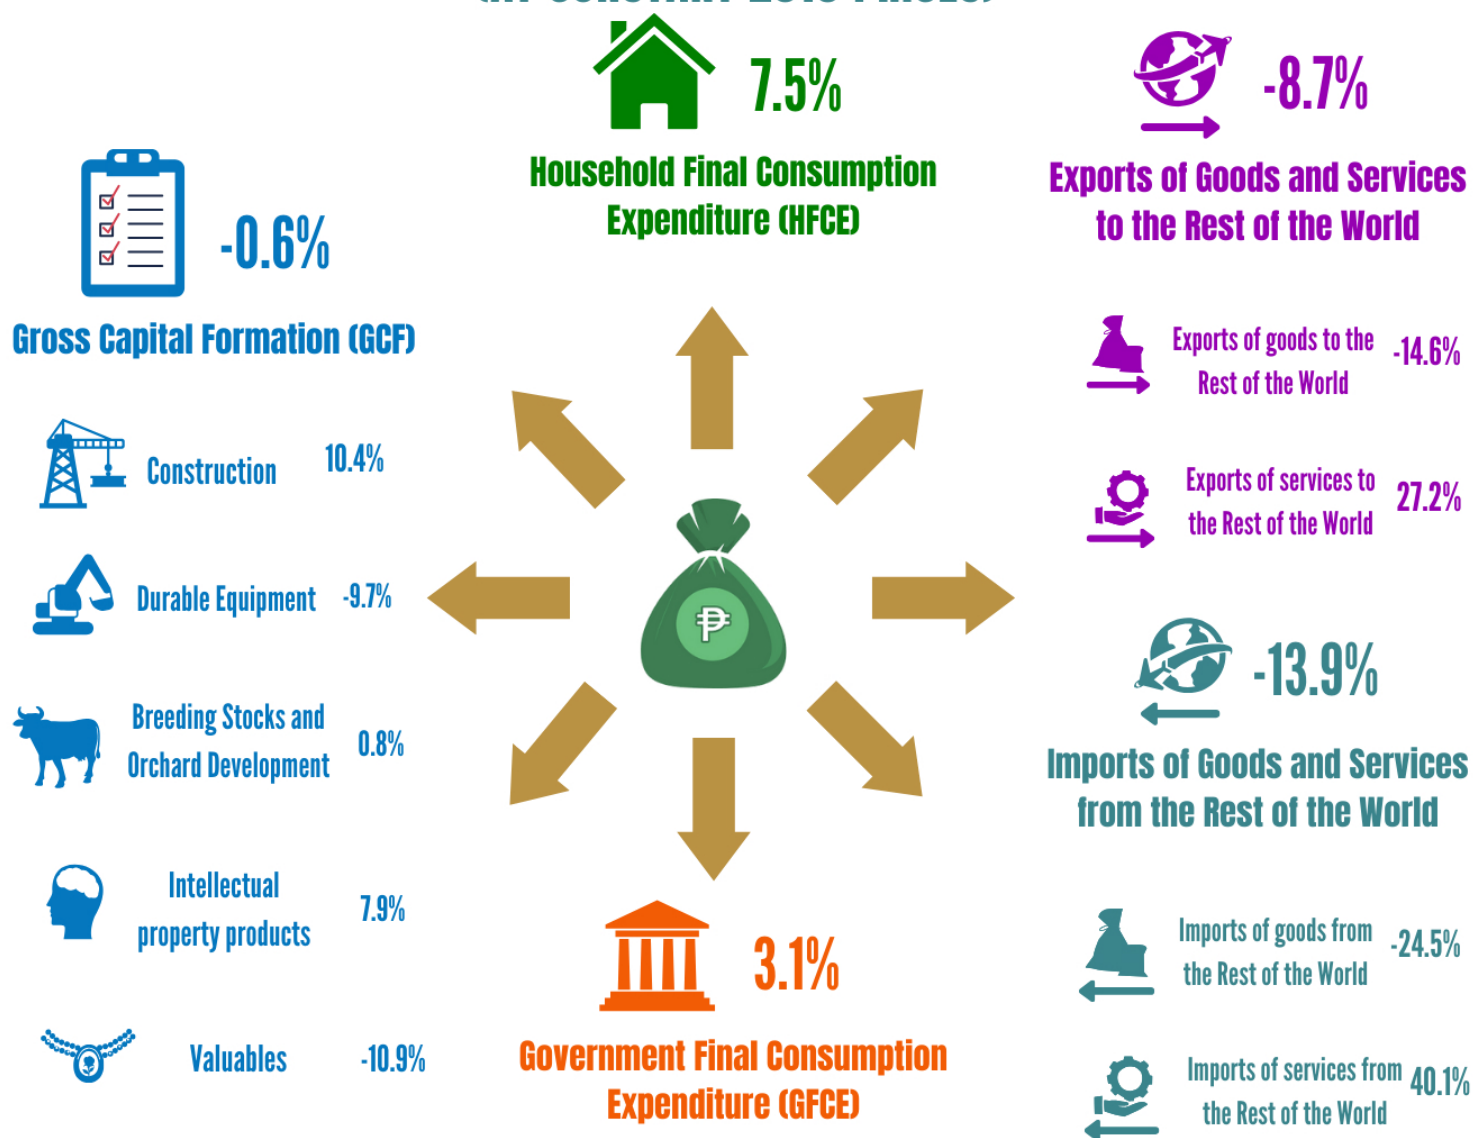 (AT CONSTANT 2018 PRICES)
7.5%
Household Final Consumption
Expenditure (HFCE)
-8.7%
Exports of Goods and Services
to the Rest of the World
Exports of goods to the
Rest of the World
-14.6%
Exports of services to
the Rest of the World
27.2%
-0.6%
Gross Capital Formation (GCF)
Construction
10.4%
Durable Equipment
-9.7%
Breeding Stocks and
Orchard Development
0.8%
Intellectual
property products
7.9%
Valuables
-10.9%
₱
-13.9%
Imports of Goods and Services
from the Rest of the World
Imports of goods from
the Rest of the World
-24.5%
Imports of services from
the Rest of the World
40.1%
3.1%
Government Final Consumption
Expenditure (GFCE)